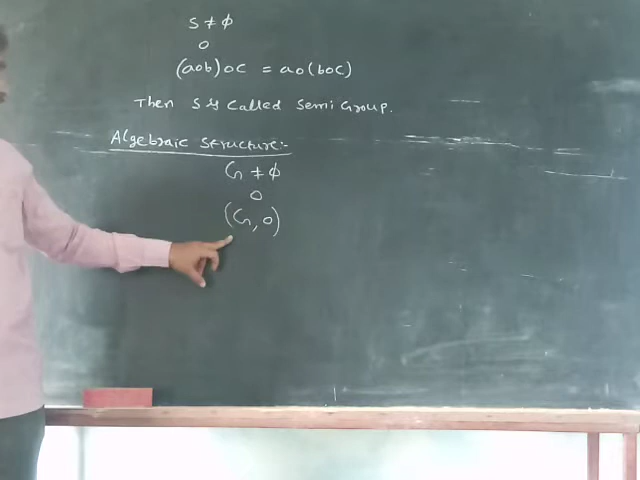 S ≠ ϕ
o
(aob)oc = ao(boc)
Then S is called Semi Group.
Algebraic Structure:-
G ≠ ϕ
o
(G, o)